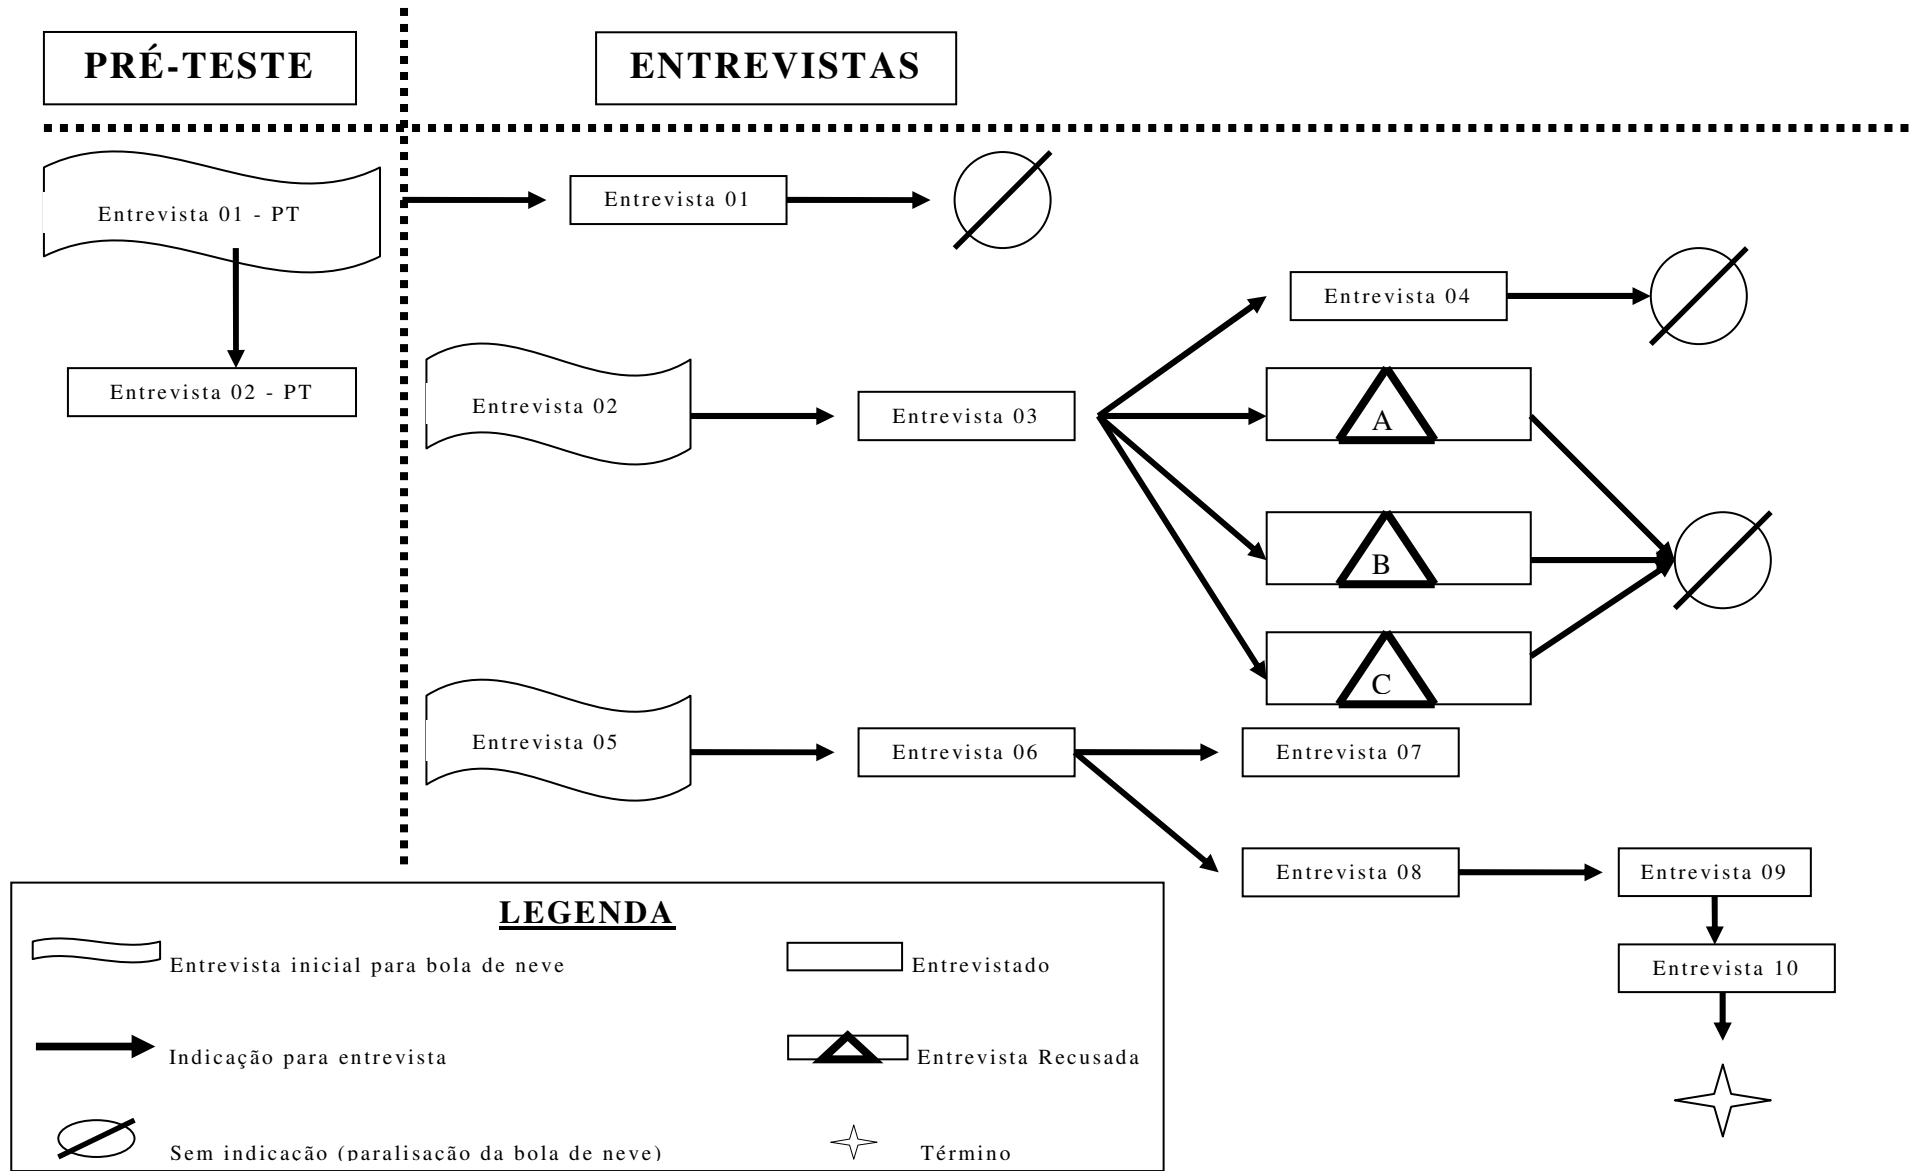 PRÉ-TESTE
ENTREVISTAS
Entrevista 01 - PT
Entrevista 01
Entrevista 04
Entrevista 02 - PT
Entrevista 02
Entrevista 03
A
B
C
Entrevista 05
Entrevista 06
Entrevista 07
Entrevista 08
Entrevista 09
Entrevista 10
LEGENDA
Entrevista inicial para bola de neve
Entrevistado
Indicação para entrevista
Entrevista Recusada
Sem indicação (paralisação da bola de neve)
Término